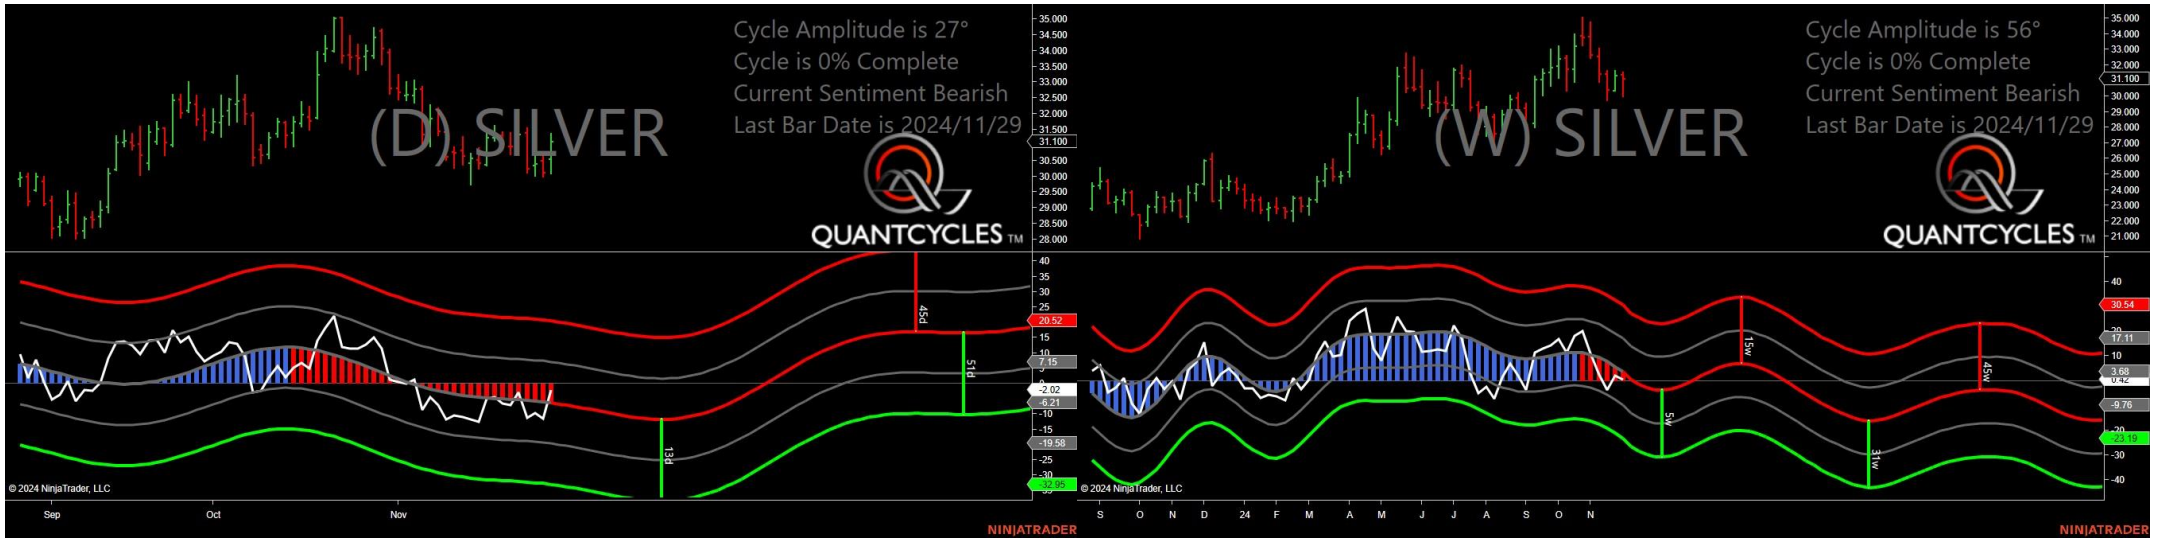 Cycle Amplitude is 27°
Cycle is 0% Complete
Current Sentiment Bearish
Last Bar Date is 2024/11/29
(D) SILVER
QUANTCYCLES TM
35.000
34.500
34.000
33.500
33.000
32.500
32.000
31.500
31.100
30.500
30.000
29.500
29.000
28.500
28.000
40
35
30
25
20.52
15
10
7.15
-2.02
-6.21
-10
-15
-19.58
-25
-30
-32.95
45d
51d
13d
© 2024 NinjaTrader, LLC
Sep Oct Nov
NINJATRADER
Cycle Amplitude is 56°
Cycle is 0% Complete
Current Sentiment Bearish
Last Bar Date is 2024/11/29
(W) SILVER
QUANTCYCLES TM
35.000
34.000
33.000
32.000
31.100
30.000
29.000
28.000
27.000
26.000
25.000
24.000
23.000
22.000
21.000
40
30.54
20
17.11
10
3.68
0.42
-9.76
-20
-23.19
-30
-40
15w
45w
5w
31w
© 2024 NinjaTrader, LLC
S O N D 24 F M A M J J A S O N
NINJATRADER